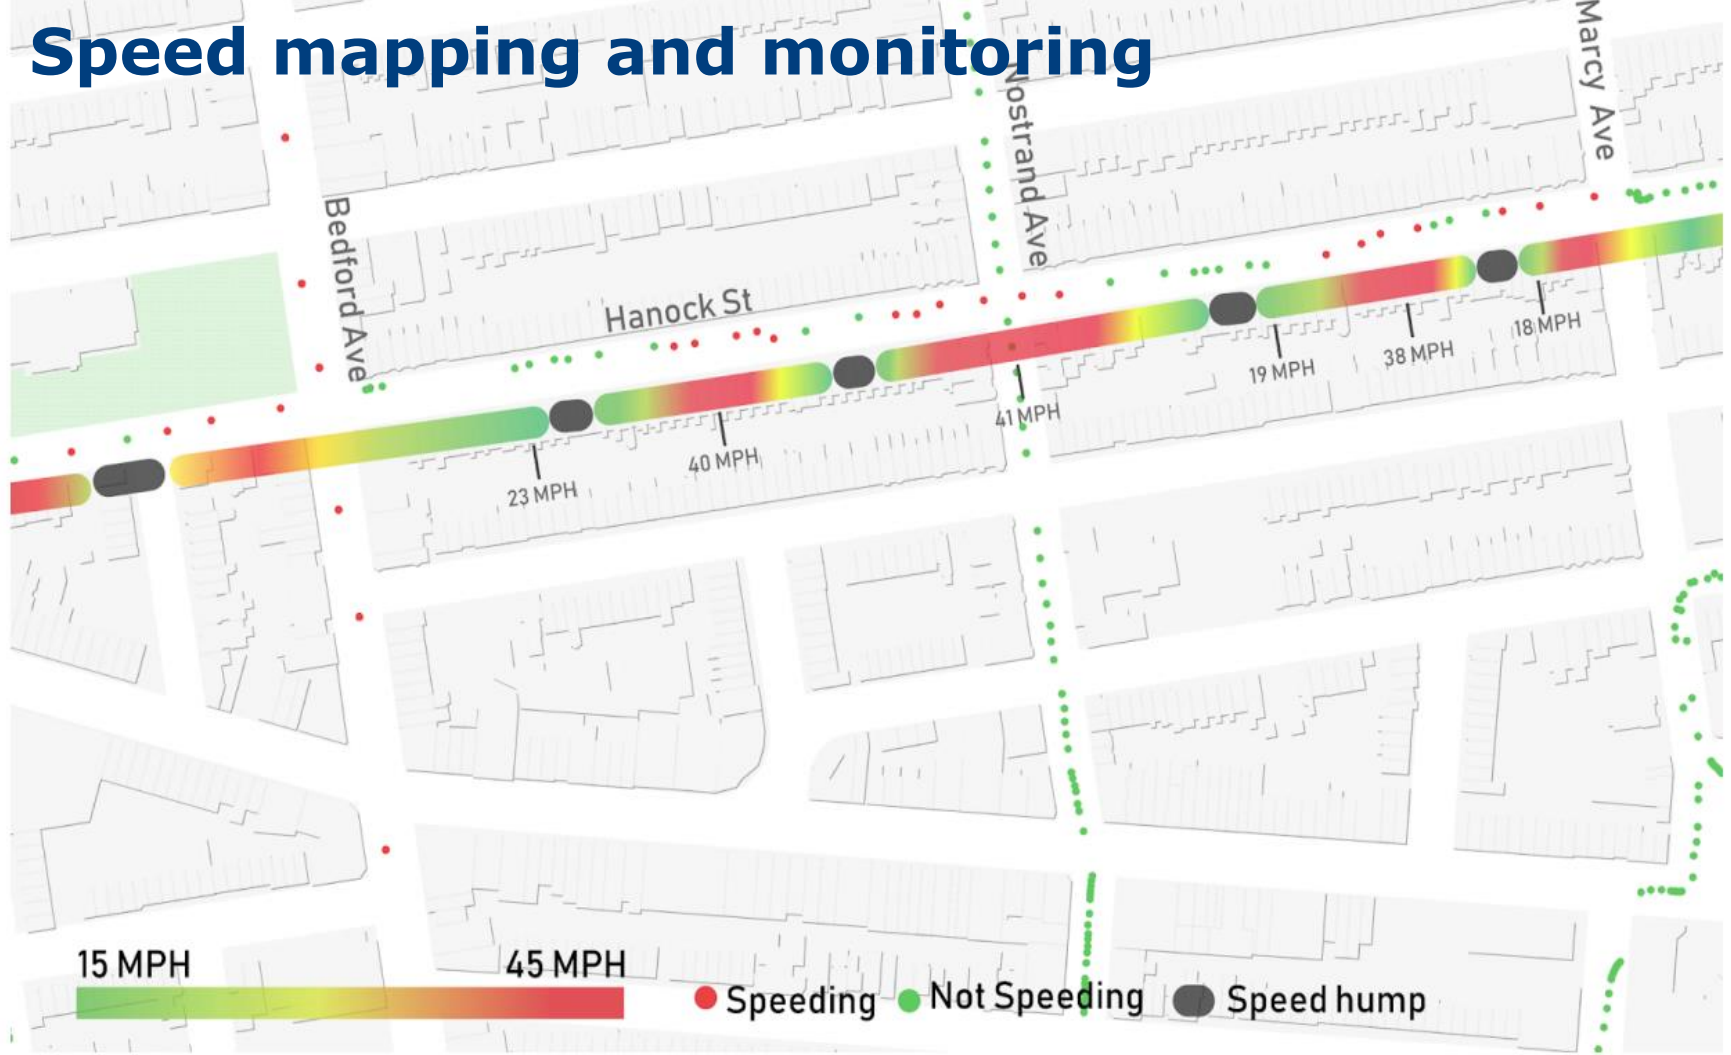 Speed mapping and monitoring
Marcy Ave
Nostrand Ave
Bedford Ave
Hanock St
18 MPH
38 MPH
19 MPH
41 MPH
40 MPH
23 MPH
15 MPH
45 MPH
Speeding
Not Speeding
Speed hump